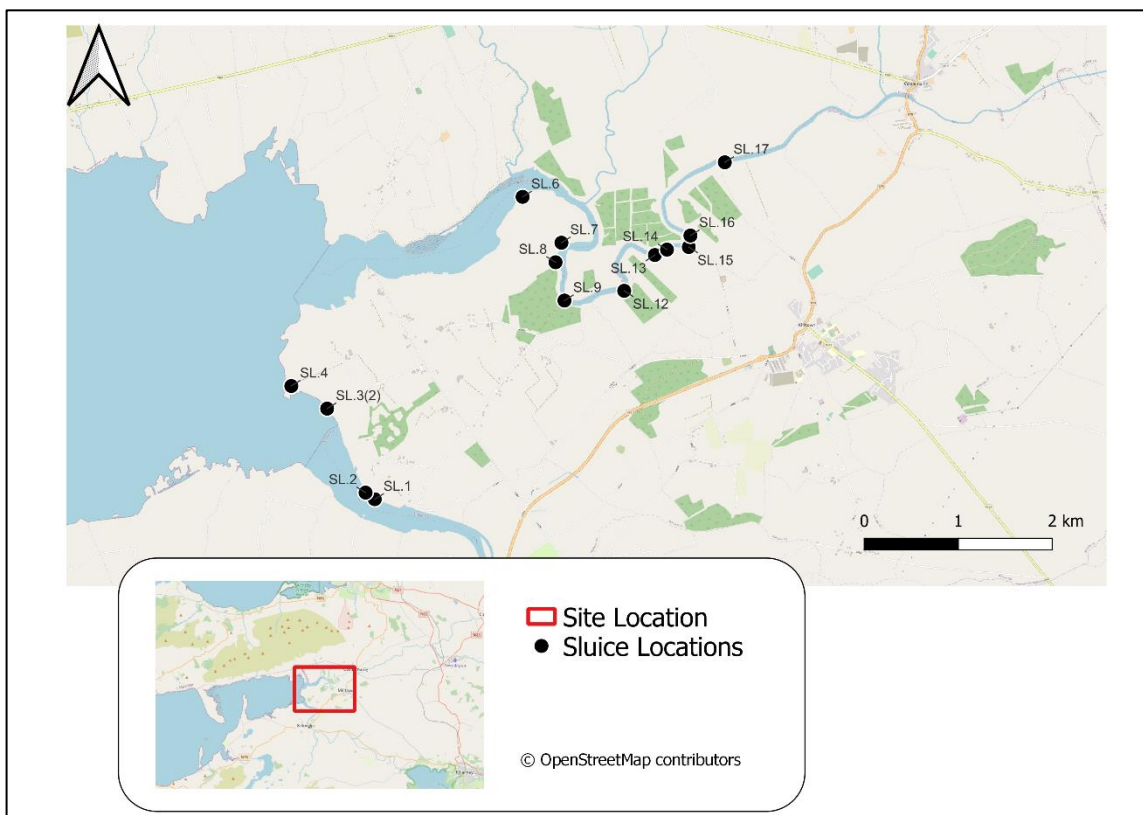 SL.17
SL.6
SL.16
SL.7
SL.14
SL.8
SL.13
SL.15
SL.9
SL.12
SL.4
SL.3(2)
0 1 2 km
SL.2
SL.1
Site Location
Sluice Locations
© OpenStreetMap contributors